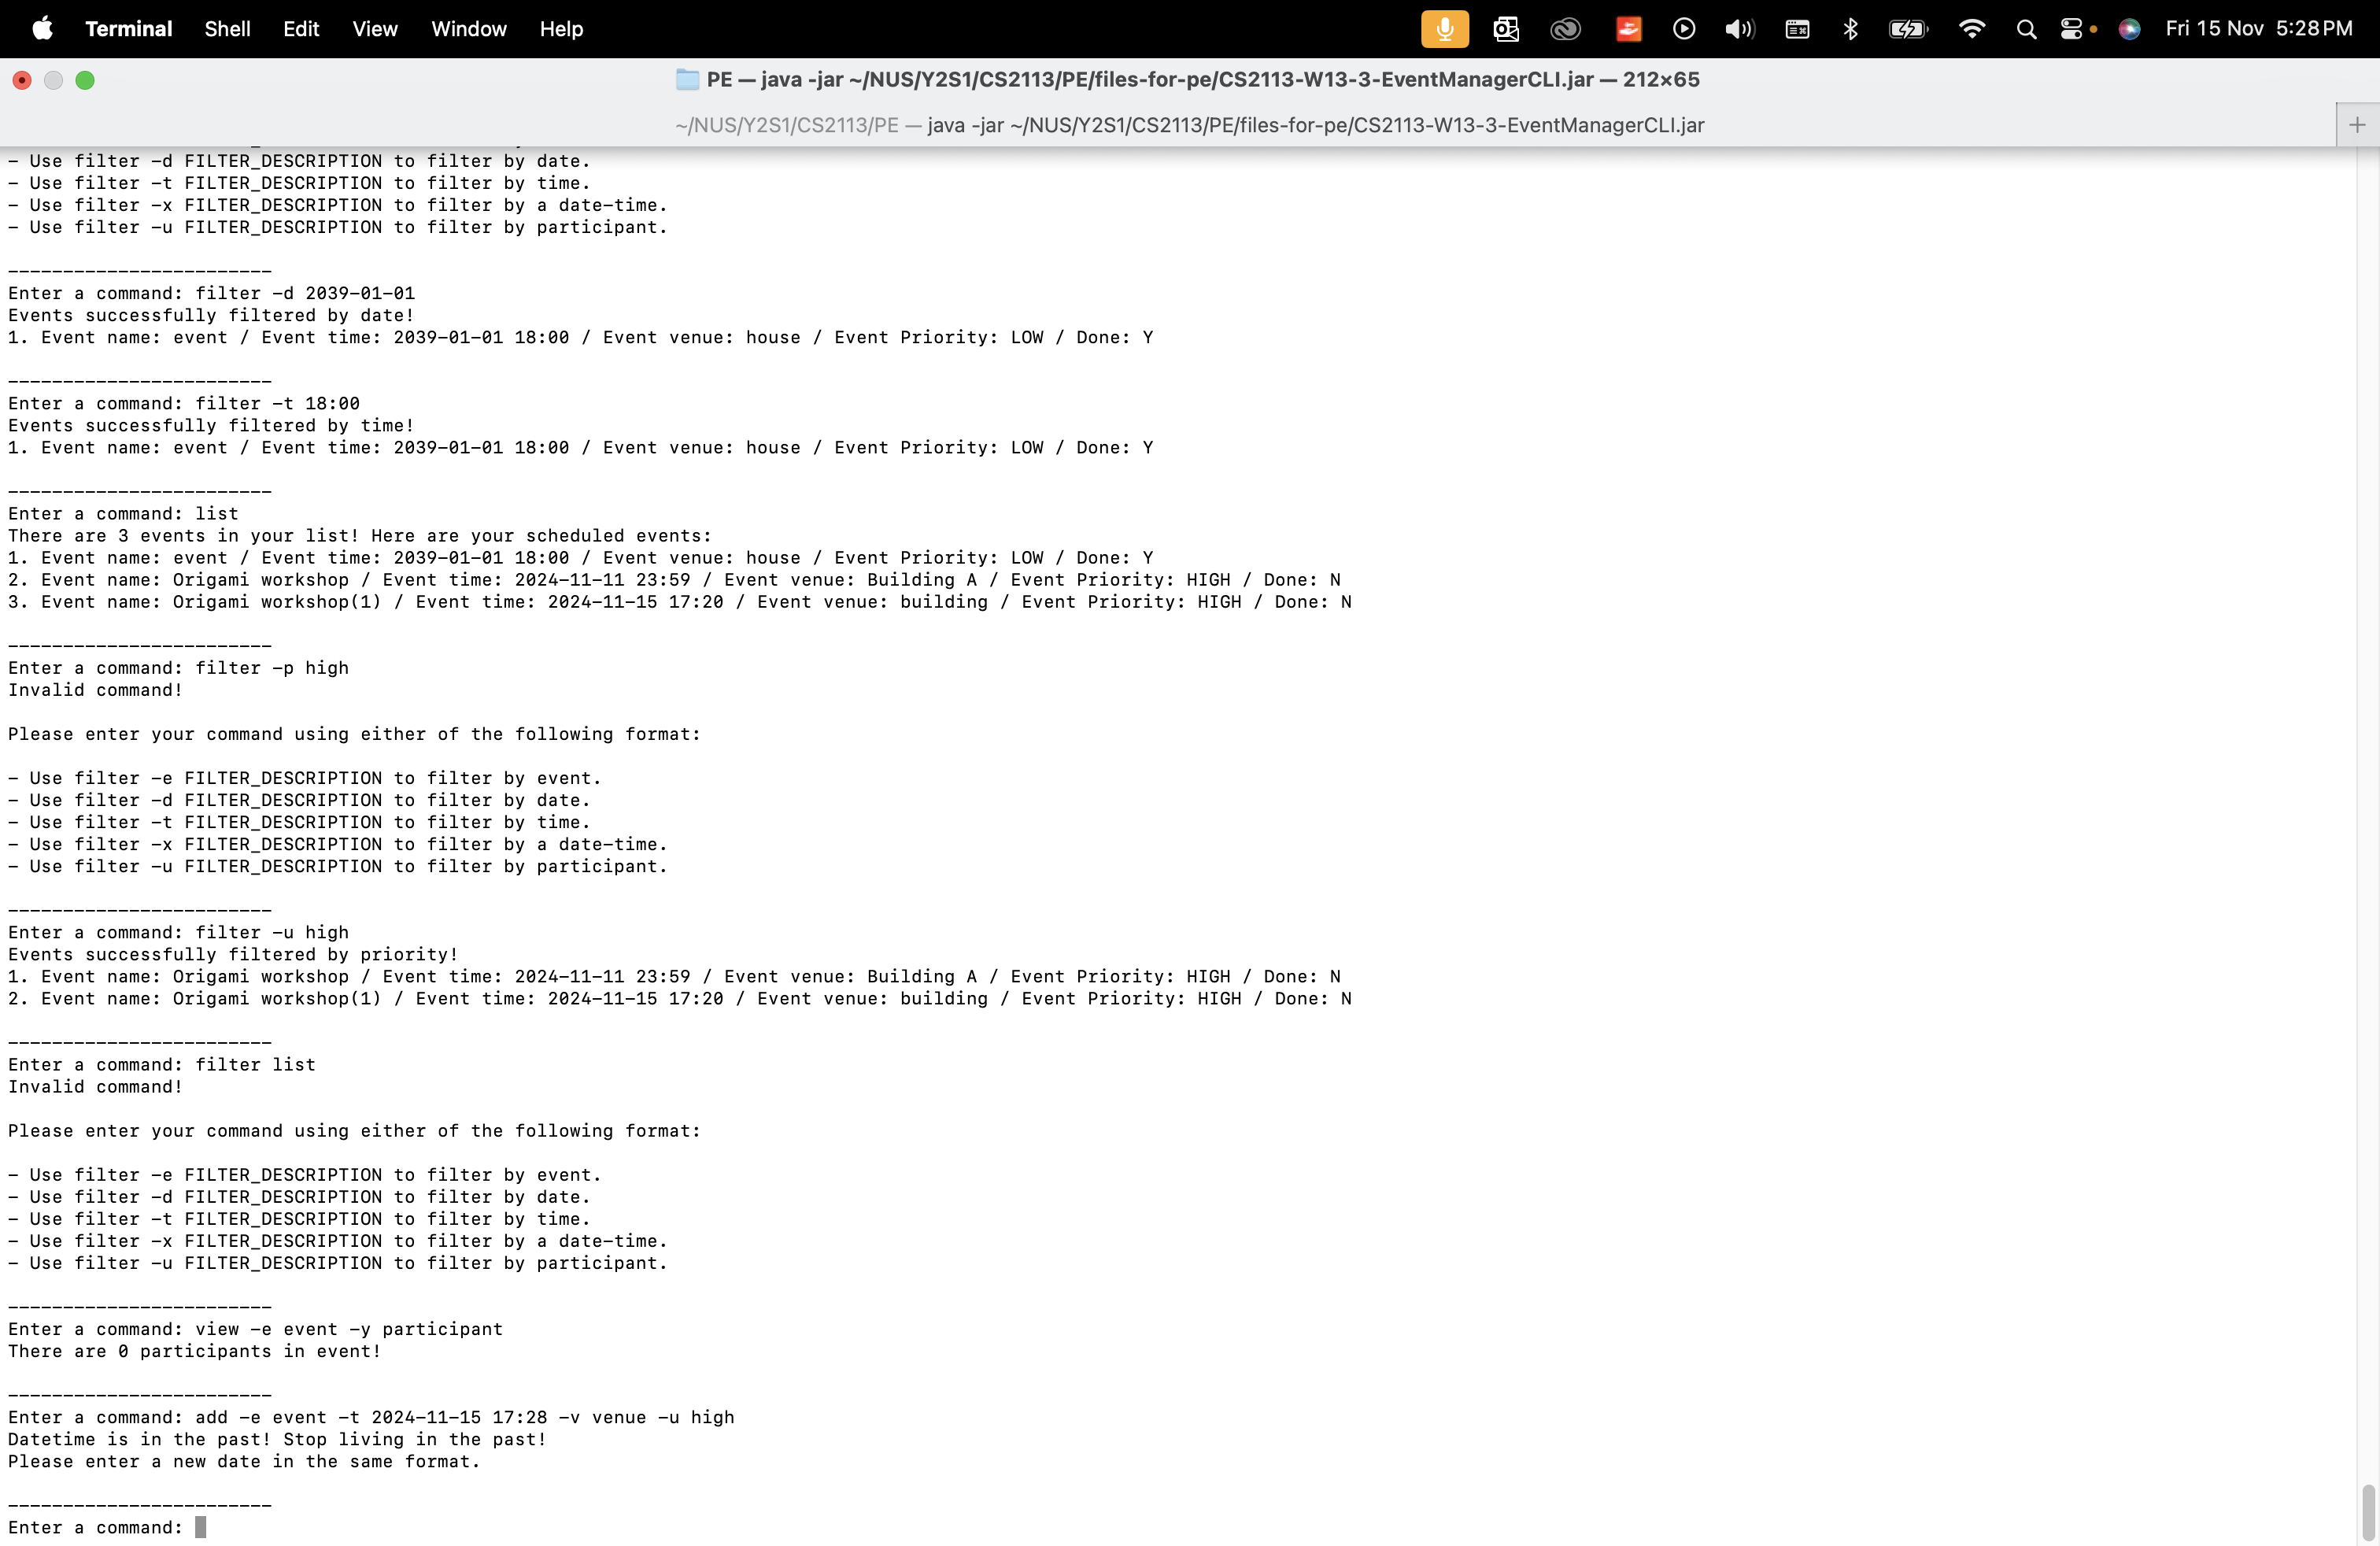 Terminal Shell Edit View Window Help Fri 15 Nov 5:28 PM
PE — java -jar ~/NUS/Y2S1/CS2113/PE/files-for-pe/CS2113-W13-3-EventManagerCLI.jar — 212×65
~/NUS/Y2S1/CS2113/PE — java -jar ~/NUS/Y2S1/CS2113/PE/files-for-pe/CS2113-W13-3-EventManagerCLI.jar
- Use filter -d FILTER_DESCRIPTION to filter by date.
- Use filter -t FILTER_DESCRIPTION to filter by time.
- Use filter -x FILTER_DESCRIPTION to filter by a date-time.
- Use filter -u FILTER_DESCRIPTION to filter by participant.
________________________
Enter a command: filter -d 2039-01-01
Events successfully filtered by date!
1. Event name: event / Event time: 2039-01-01 18:00 / Event venue: house / Event Priority: LOW / Done: Y
________________________
Enter a command: filter -t 18:00
Events successfully filtered by time!
1. Event name: event / Event time: 2039-01-01 18:00 / Event venue: house / Event Priority: LOW / Done: Y
________________________
Enter a command: list
There are 3 events in your list! Here are your scheduled events:
1. Event name: event / Event time: 2039-01-01 18:00 / Event venue: house / Event Priority: LOW / Done: Y
2. Event name: Origami workshop / Event time: 2024-11-11 23:59 / Event venue: Building A / Event Priority: HIGH / Done: N
3. Event name: Origami workshop(1) / Event time: 2024-11-15 17:20 / Event venue: building / Event Priority: HIGH / Done: N
________________________
Enter a command: filter -p high
Invalid command!
Please enter your command using either of the following format:
- Use filter -e FILTER_DESCRIPTION to filter by event.
- Use filter -d FILTER_DESCRIPTION to filter by date.
- Use filter -t FILTER_DESCRIPTION to filter by time.
- Use filter -x FILTER_DESCRIPTION to filter by a date-time.
- Use filter -u FILTER_DESCRIPTION to filter by participant.
________________________
Enter a command: filter -u high
Events successfully filtered by priority!
1. Event name: Origami workshop / Event time: 2024-11-11 23:59 / Event venue: Building A / Event Priority: HIGH / Done: N
2. Event name: Origami workshop(1) / Event time: 2024-11-15 17:20 / Event venue: building / Event Priority: HIGH / Done: N
________________________
Enter a command: filter list
Invalid command!
Please enter your command using either of the following format:
- Use filter -e FILTER_DESCRIPTION to filter by event.
- Use filter -d FILTER_DESCRIPTION to filter by date.
- Use filter -t FILTER_DESCRIPTION to filter by time.
- Use filter -x FILTER_DESCRIPTION to filter by a date-time.
- Use filter -u FILTER_DESCRIPTION to filter by participant.
________________________
Enter a command: view -e event -y participant
There are 0 participants in event!
________________________
Enter a command: add -e event -t 2024-11-15 17:28 -v venue -u high
Datetime is in the past! Stop living in the past!
Please enter a new date in the same format.
________________________
Enter a command: